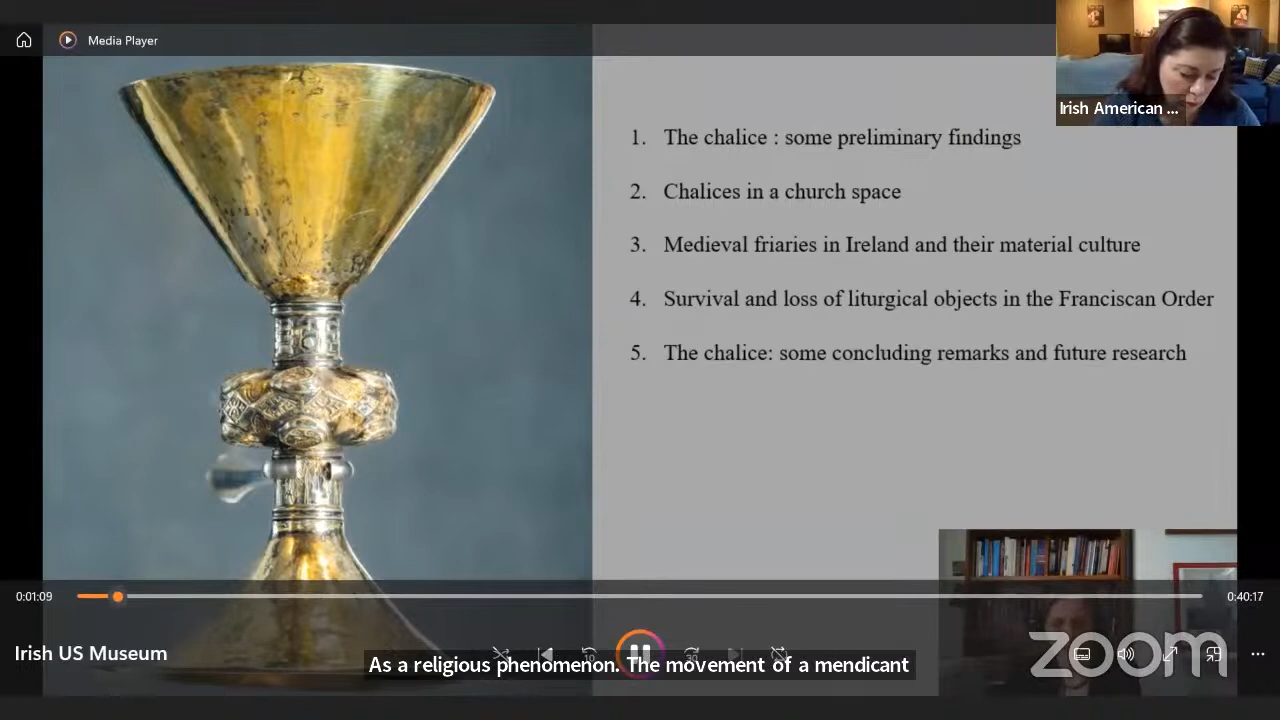 Media Player
Irish American ...
1. The chalice : some preliminary findings
2. Chalices in a church space
3. Medieval friaries in Ireland and their material culture
4. Survival and loss of liturgical objects in the Franciscan Order
5. The chalice: some concluding remarks and future research
0:01:09
0:40:17
Irish US Museum
10
30
As a religious phenomenon. The movement of a mendicant
zoom